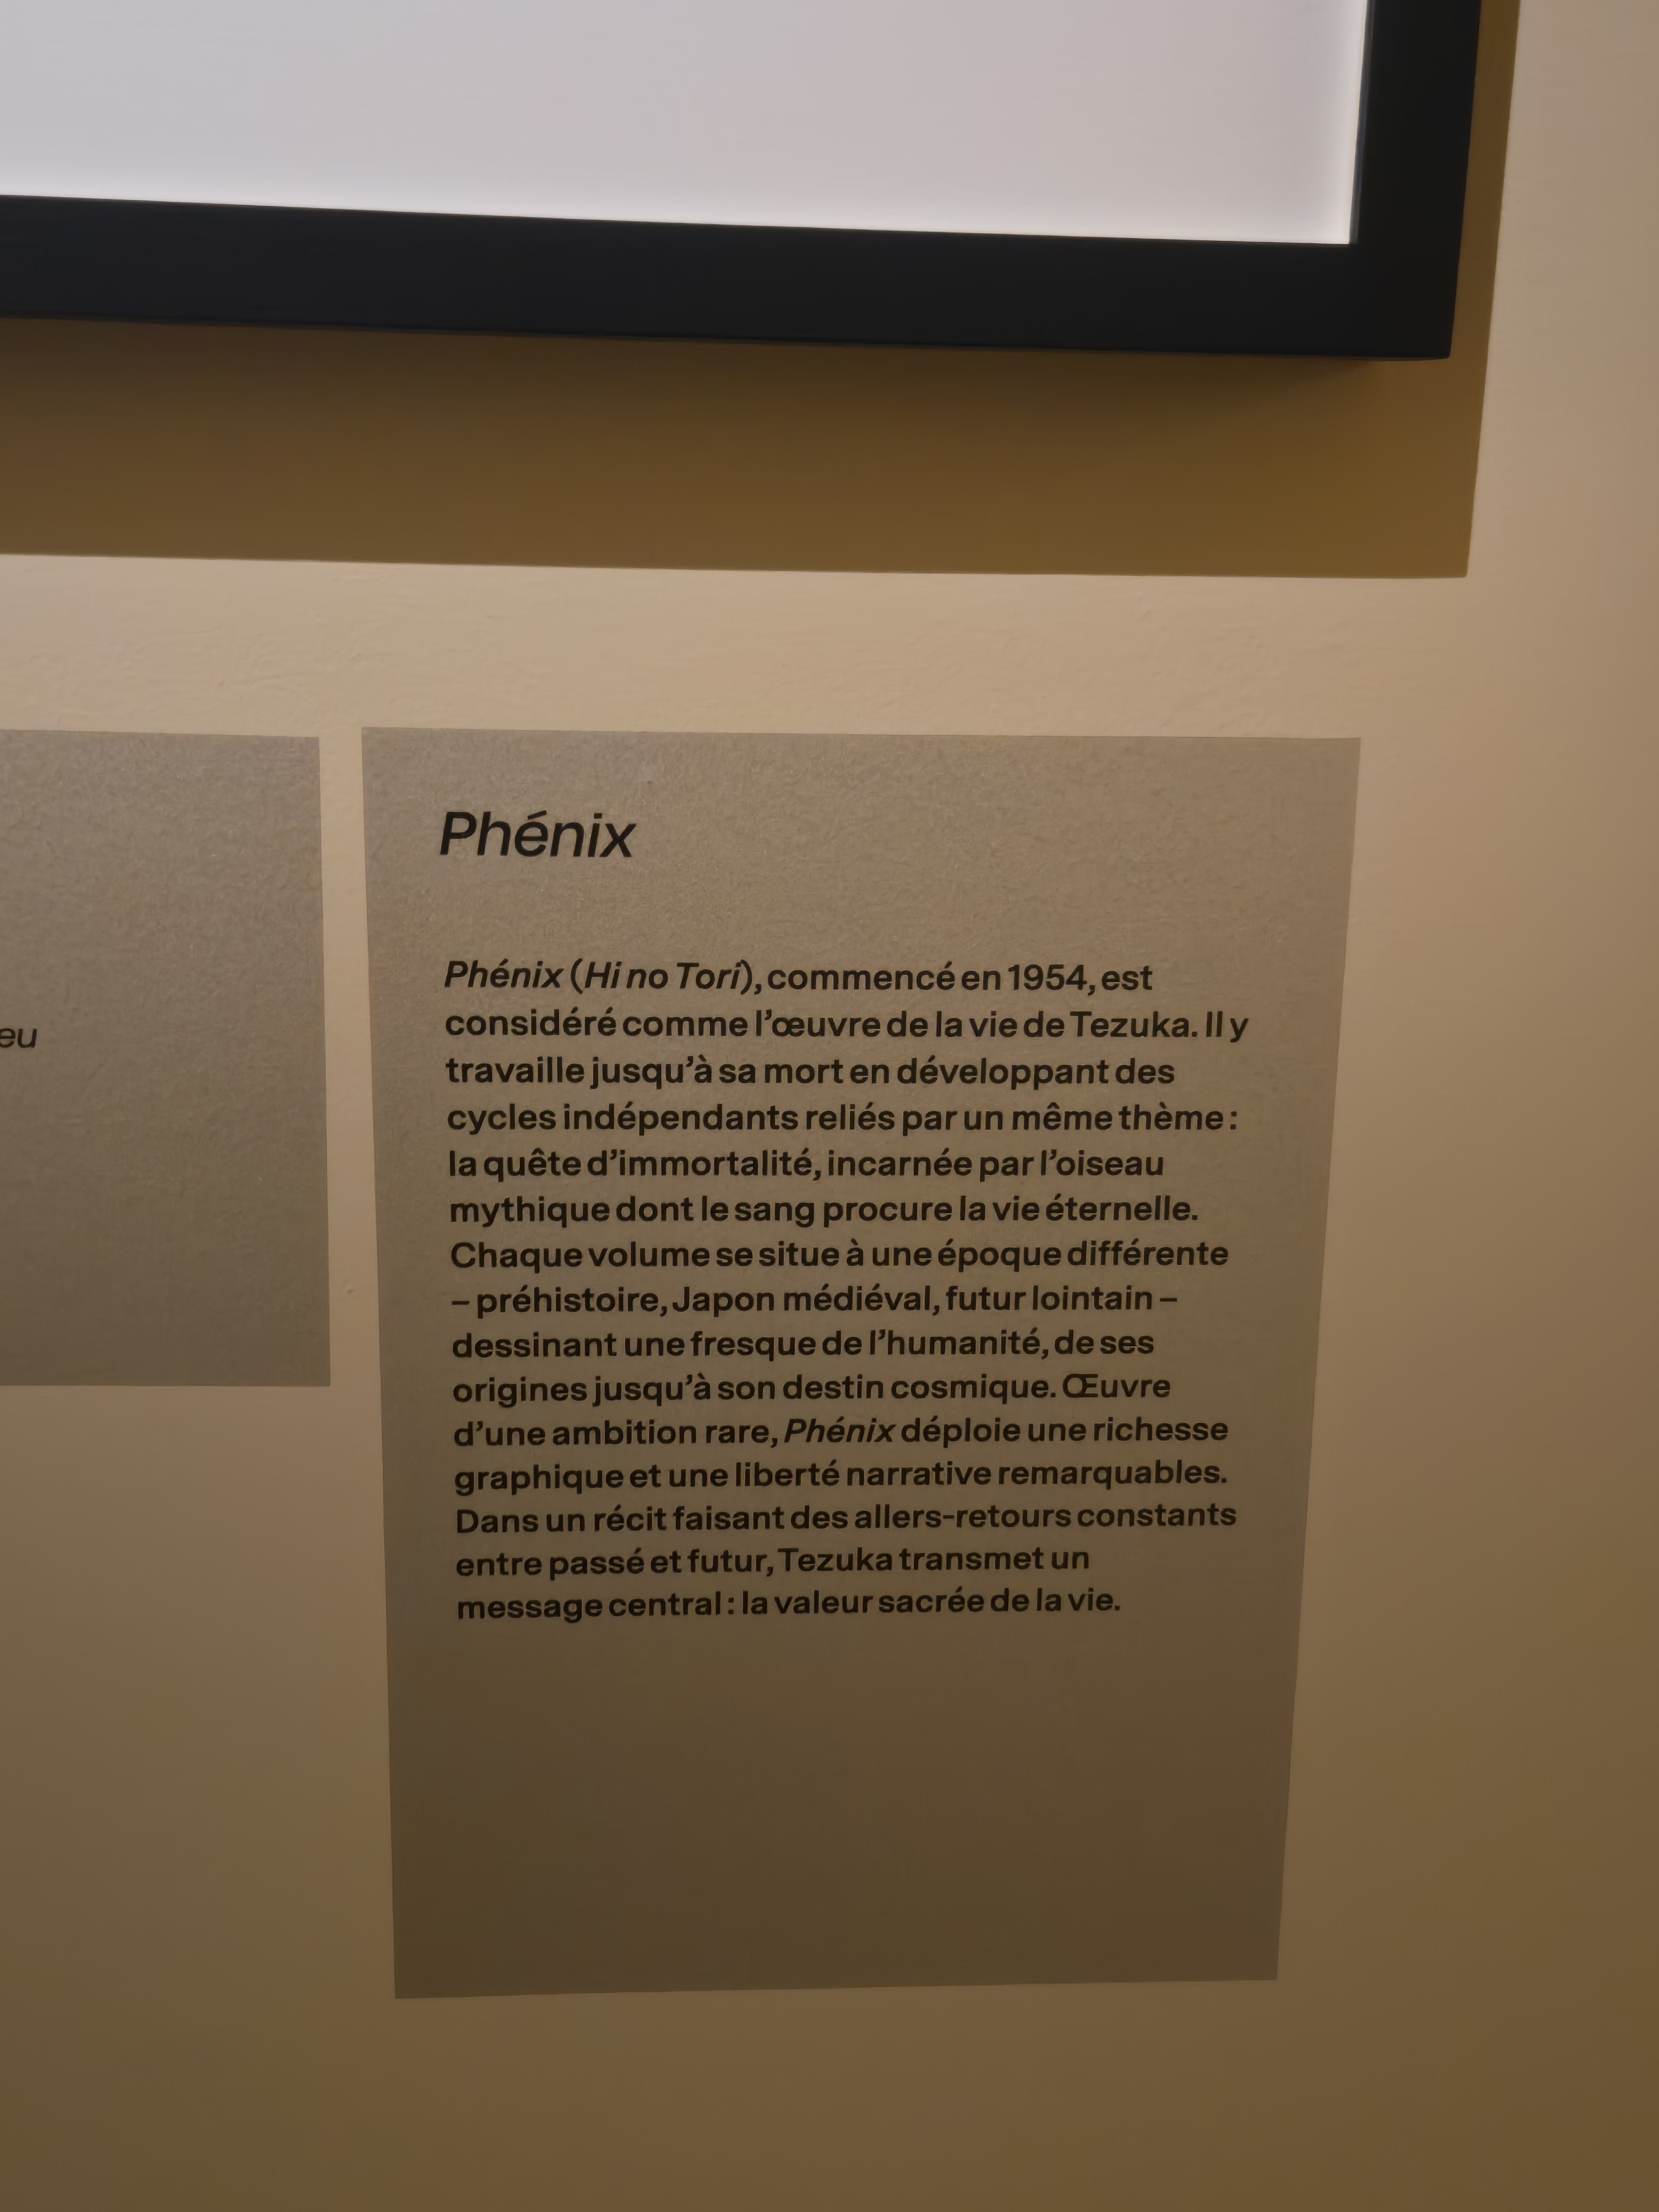 eu
Phénix
Phénix (Hi no Tori), commencé en 1954, est
considéré comme l’œuvre de la vie de Tezuka. Il y
travaille jusqu’à sa mort en développant des
cycles indépendants reliés par un même thème :
la quête d’immortalité, incarnée par l’oiseau
mythique dont le sang procure la vie éternelle.
Chaque volume se situe à une époque différente
– préhistoire, Japon médiéval, futur lointain –
dessinant une fresque de l’humanité, de ses
origines jusqu’à son destin cosmique. Œuvre
d’une ambition rare, Phénix déploie une richesse
graphique et une liberté narrative remarquables.
Dans un récit faisant des allers-retours constants
entre passé et futur, Tezuka transmet un
message central : la valeur sacrée de la vie.